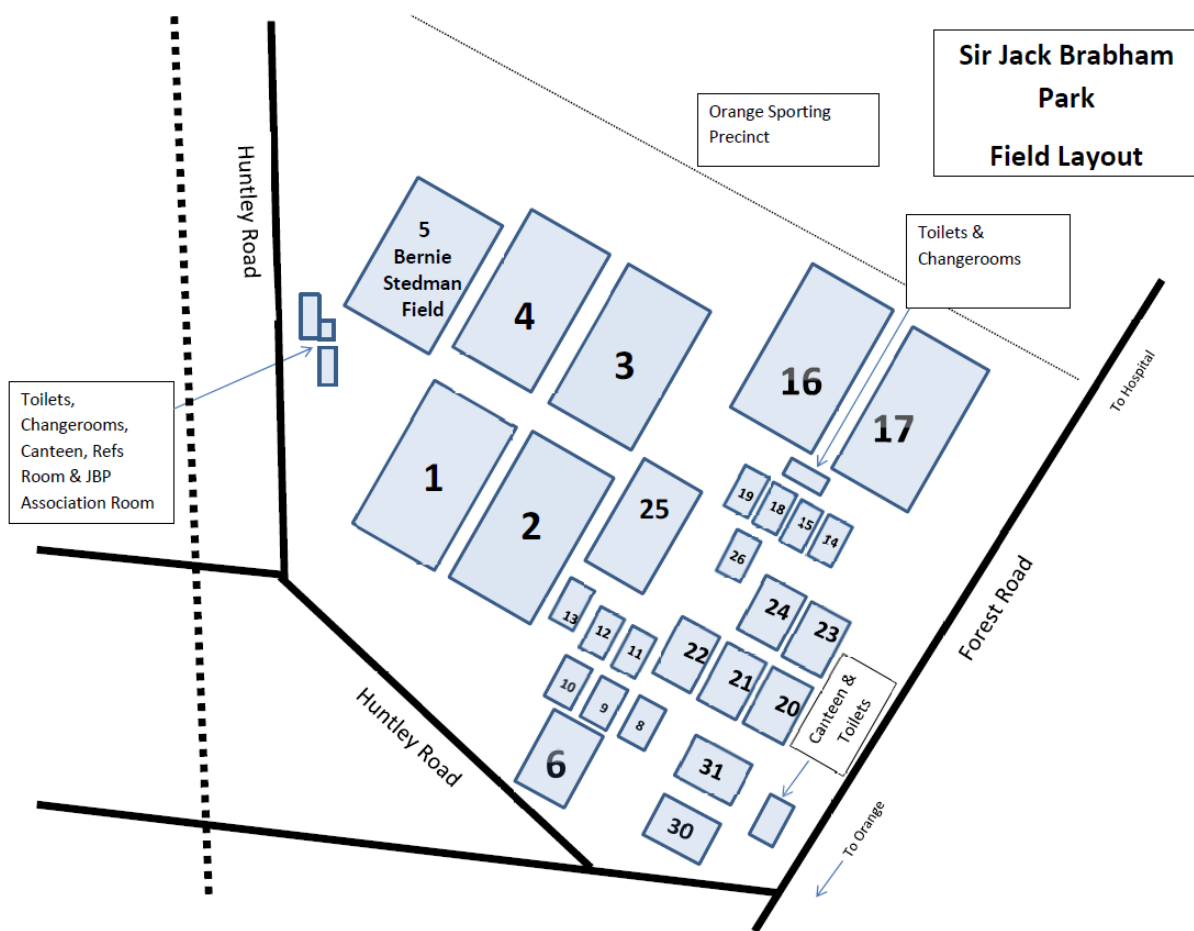 Sir Jack Brabham
Park
Field Layout
Orange Sporting
Precinct
Huntley Road
Toilets &
Changerooms
5
Bernie
Stedman
Field
4
3
16
17
To Hospital
Toilets,
Changerooms,
Canteen, Refs
Room & JBP
Association Room
1
2
25
19
18
15
14
26
Forest Road
24
23
13
12
11
22
21
20
Canteen &
Toilets
10
9
8
Huntley Road
6
31
30
To Orange